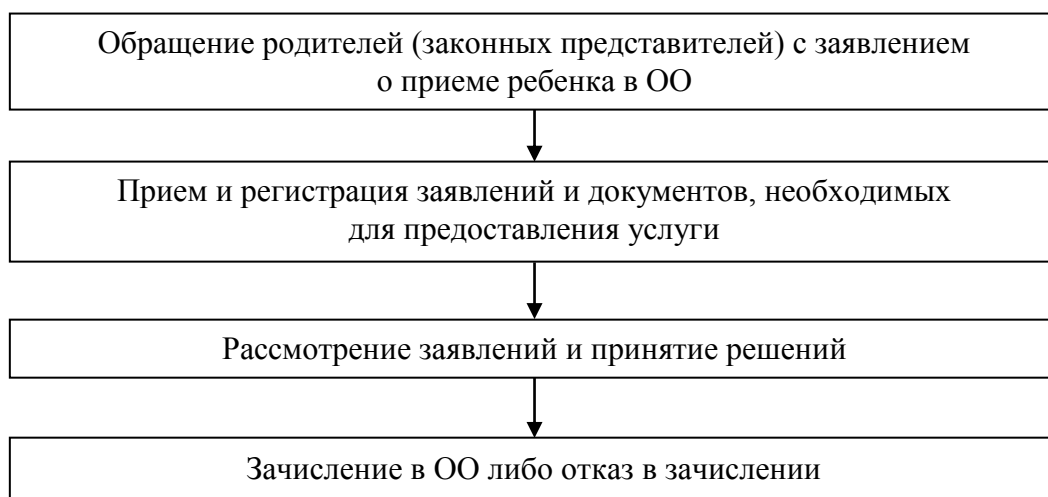 Обращение родителей (законных представителей) с заявлением
о приеме ребенка в ОО
Прием и регистрация заявлений и документов, необходимых
для предоставления услуги
Рассмотрение заявлений и принятие решений
Зачисление в ОО либо отказ в зачислении